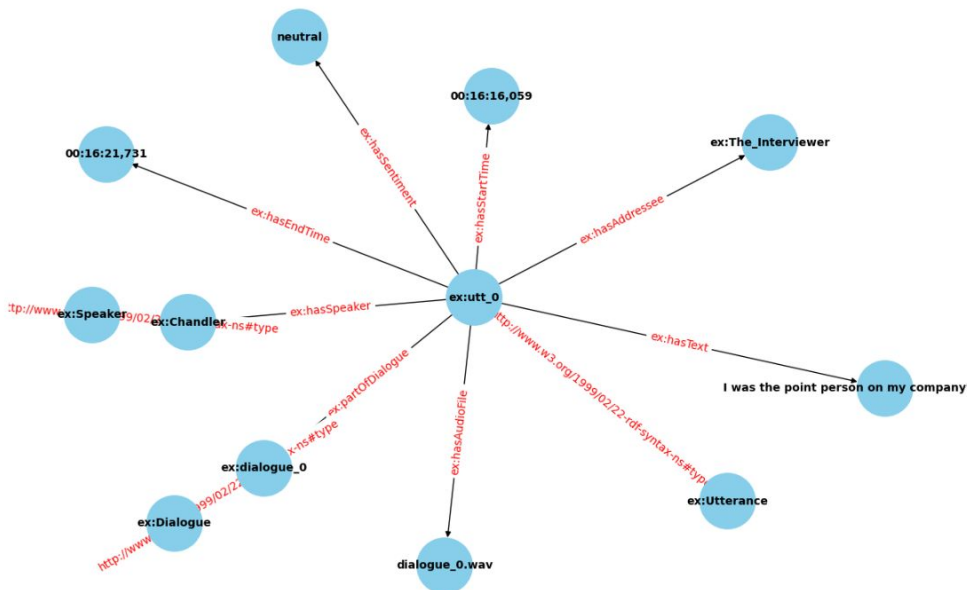 neutral
00:16:16,059
ex:The_Interviewer
00:16:21,731
ex:hasSentiment
ex:hasStartTime
ex:hasAddressee
ex:hasEndTime
ex:utt_0
ex:Speaker
ex:Chandler
ex:hasSpeaker
ex:hasText
I was the point person on my company
ex:partOfDialogue
ex:hasAudioFile
http://www.w3.org/1999/02/22-rdf-syntax-ns#type
ex:dialogue_0
ex:Dialogue
ex:Utterance
dialogue_0.wav